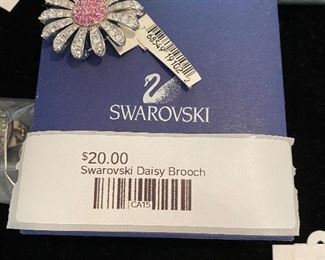 SWAROVSKI
$20.00
Swarovski Daisy Brooch
CA15